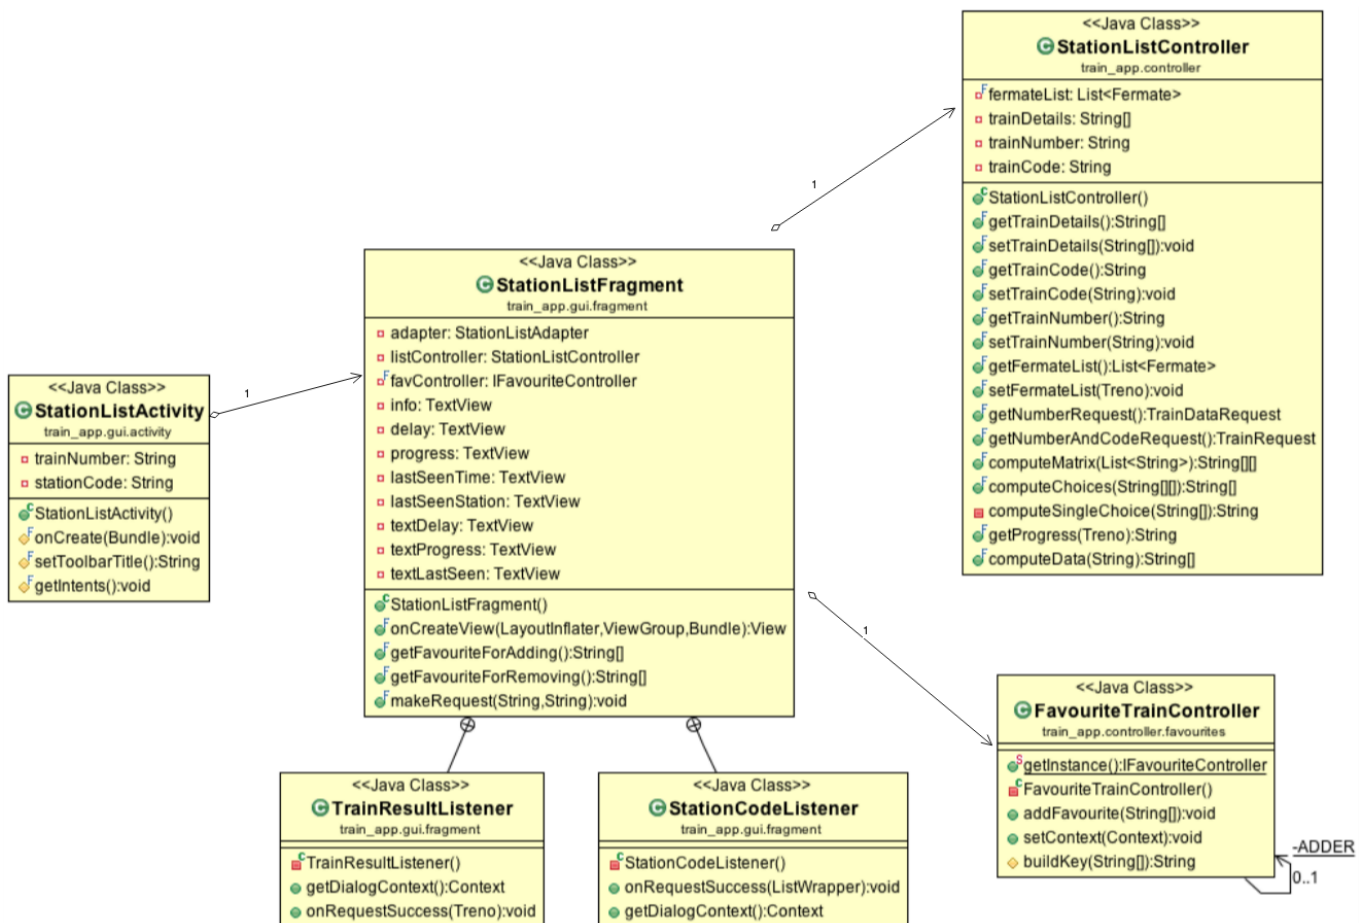 <<Java Class>>
StationListController
train_app.controller
fermateList: List<Fermate>
trainDetails: String[]
trainNumber: String
trainCode: String
StationListController()
getTrainDetails():String[]
setTrainDetails(String[]):void
getTrainCode():String
setTrainCode(String):void
getTrainNumber():String
setTrainNumber(String):void
getFermateList():List<Fermate>
setFermateList(Treno):void
getNumberRequest():TrainDataRequest
getNumberAndCodeRequest():TrainRequest
computeMatrix(List<String>):String[][]
computeChoices(String[][]):String[]
computeSingleChoice(String[]):String
getProgress(Treno):String
computeData(String):String[]
1
<<Java Class>>
StationListFragment
train_app.gui.fragment
adapter: StationListAdapter
listController: StationListController
favController: IFavouriteController
info: TextView
delay: TextView
progress: TextView
lastSeenTime: TextView
lastSeenStation: TextView
textDelay: TextView
textProgress: TextView
textLastSeen: TextView
StationListFragment()
onCreateView(LayoutInflater,ViewGroup,Bundle):View
getFavouriteForAdding():String[]
getFavouriteForRemoving():String[]
makeRequest(String,String):void
1
<<Java Class>>
StationListActivity
train_app.gui.activity
trainNumber: String
stationCode: String
StationListActivity()
onCreate(Bundle):void
setToolbarTitle():String
getIntents():void
1
<<Java Class>>
FavouriteTrainController
train_app.controller.favourites
getInstance():IFavouriteController
FavouriteTrainController()
addFavourite(String[]):void
setContext(Context):void
buildKey(String[]):String
-ADDER
0..1
<<Java Class>>
TrainResultListener
train_app.gui.fragment
TrainResultListener()
getDialogContext():Context
onRequestSuccess(Treno):void
<<Java Class>>
StationCodeListener
train_app.gui.fragment
StationCodeListener()
onRequestSuccess(ListWrapper):void
getDialogContext():Context